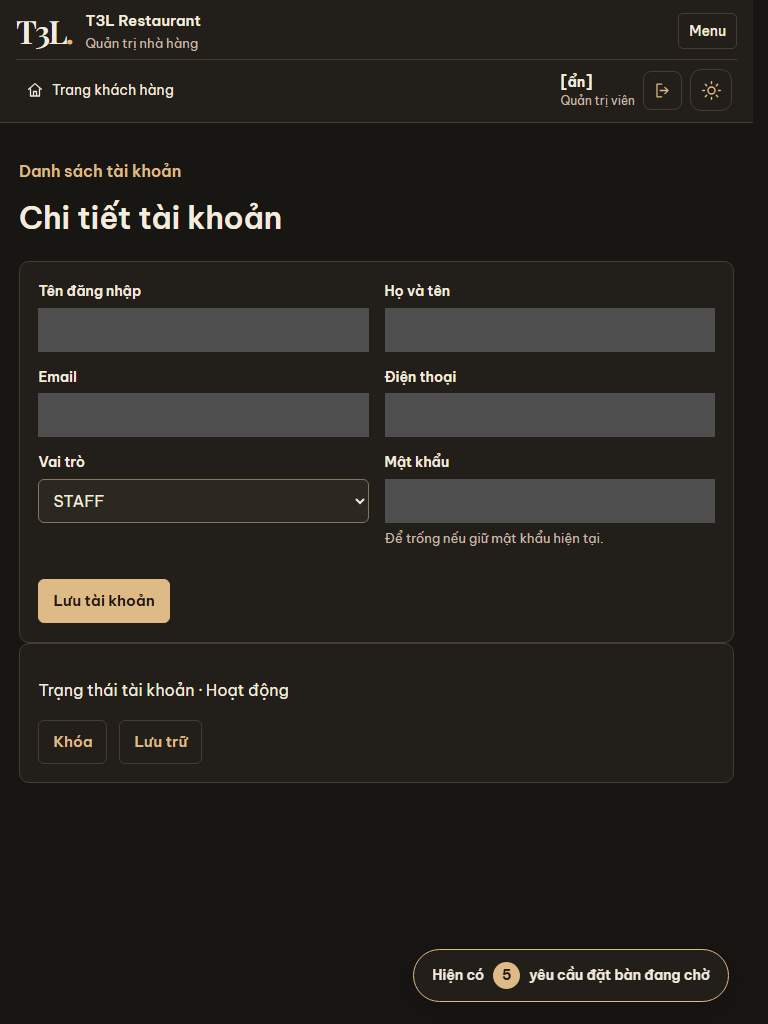 T3L.
T3L Restaurant
Quản trị nhà hàng
Menu
Trang khách hàng
[ẩn]
Quản trị viên
Danh sách tài khoản
Chi tiết tài khoản
Tên đăng nhập
Họ và tên
Email
Điện thoại
Vai trò
Mật khẩu
STAFF
Để trống nếu giữ mật khẩu hiện tại.
Lưu tài khoản
Trạng thái tài khoản · Hoạt động
Khóa
Lưu trữ
Hiện có 5 yêu cầu đặt bàn đang chờ